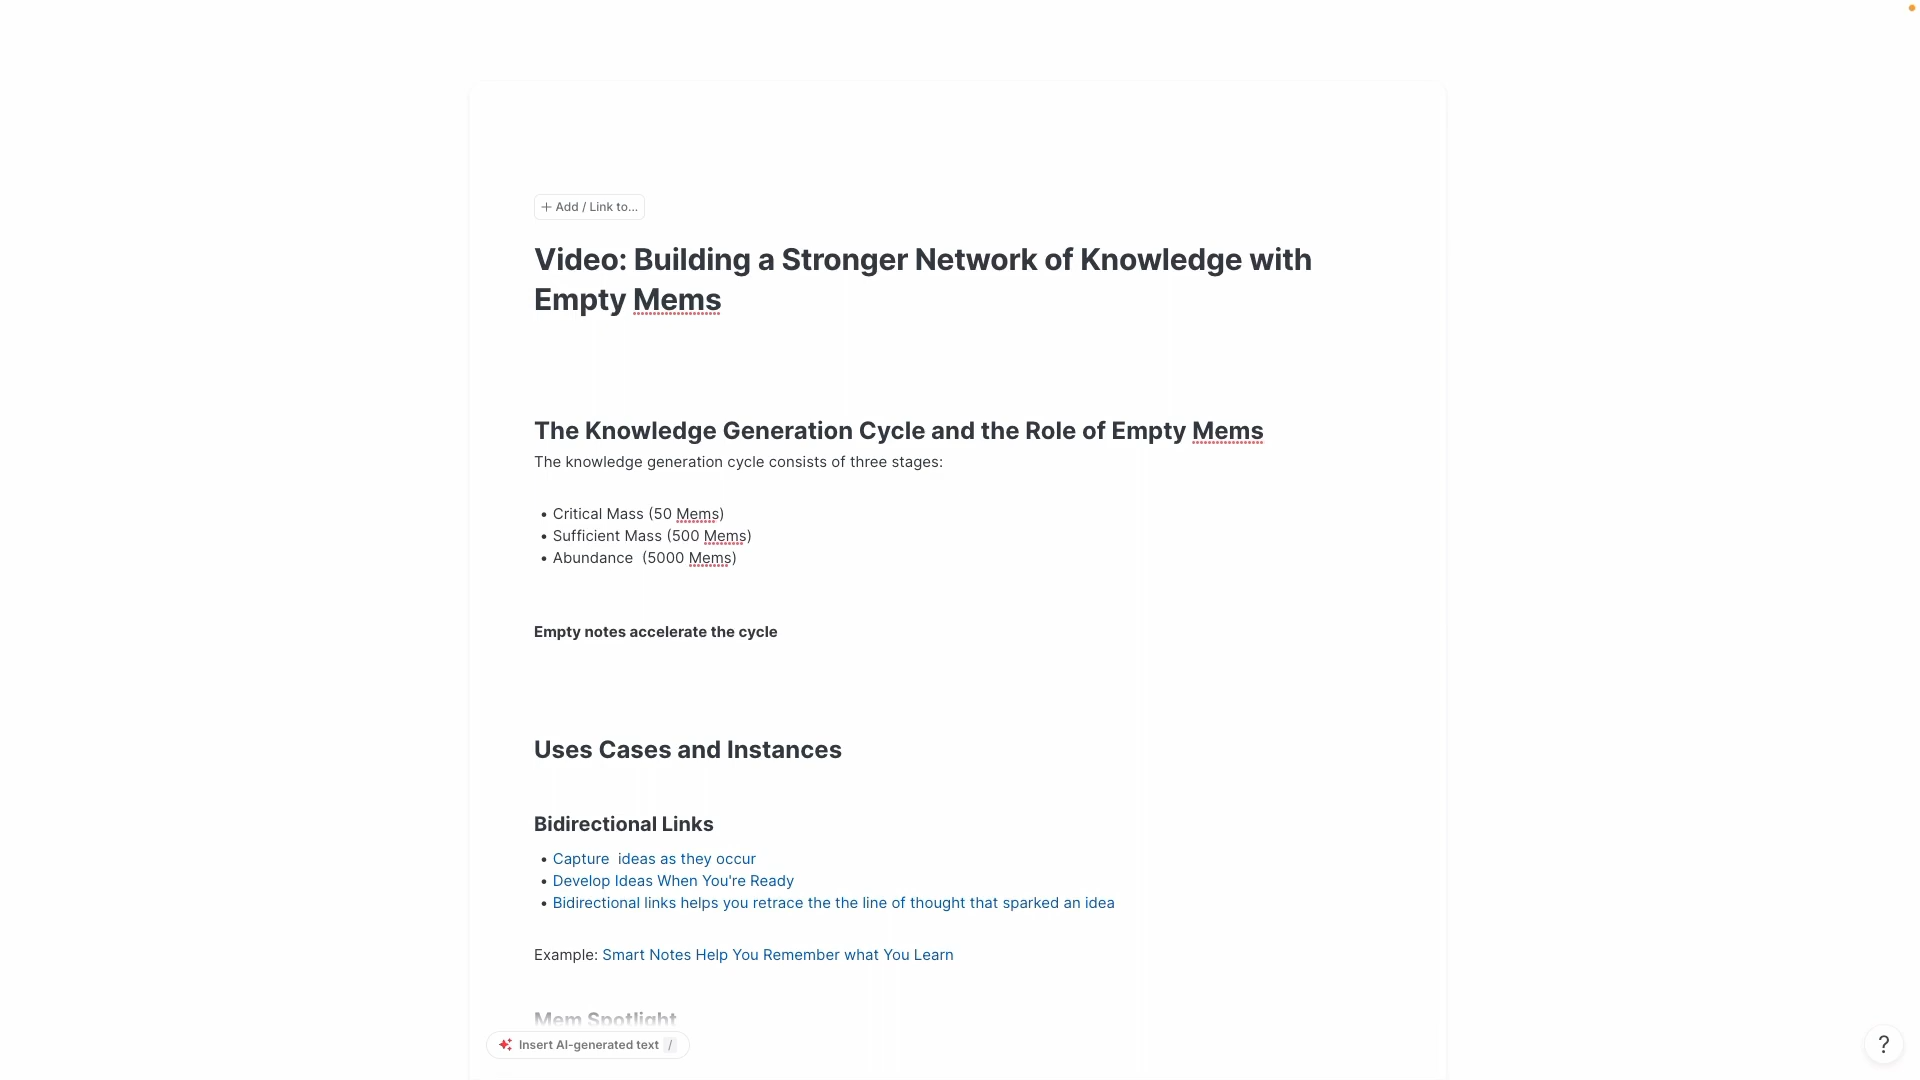 + Add / Link to...
Video: Building a Stronger Network of Knowledge with
Empty Mems
The Knowledge Generation Cycle and the Role of Empty Mems
The knowledge generation cycle consists of three stages:
• Critical Mass (50 Mems)
• Sufficient Mass (500 Mems)
• Abundance  (5000 Mems)
Empty notes accelerate the cycle
Uses Cases and Instances
Bidirectional Links
• Capture  ideas as they occur
• Develop Ideas When You're Ready
• Bidirectional links helps you retrace the the line of thought that sparked an idea
Example: Smart Notes Help You Remember what You Learn
Mem Spotlight
Insert AI-generated text /
?